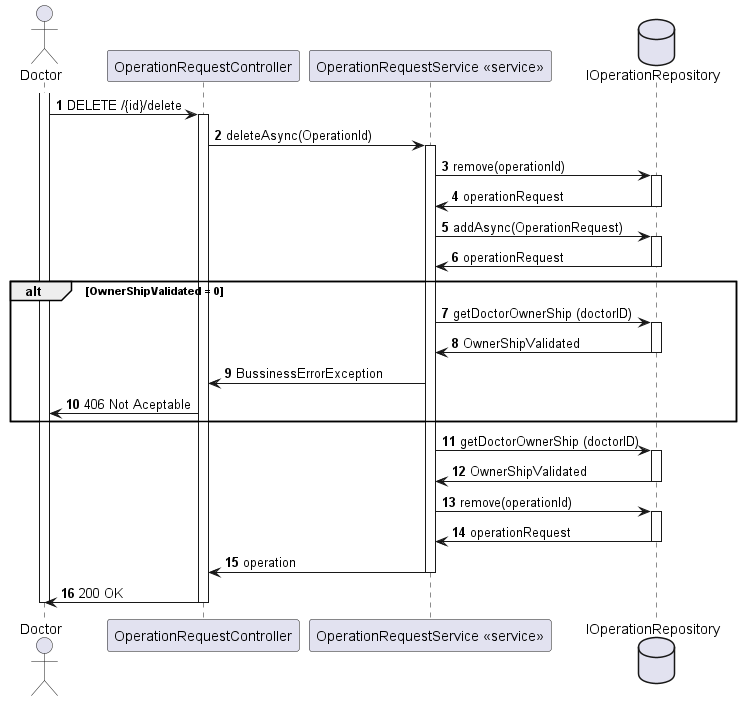 Doctor
OperationRequestController
OperationRequestService «service»
IOperationRepository
1 DELETE /{id}/delete
2 deleteAsync(OperationId)
3 remove(operationId)
4 operationRequest
5 addAsync(OperationRequest)
6 operationRequest
alt [OwnerShipValidated = 0]
7 getDoctorOwnerShip (doctorID)
8 OwnerShipValidated
9 BussinessErrorException
10 406 Not Aceptable
11 getDoctorOwnerShip (doctorID)
12 OwnerShipValidated
13 remove(operationId)
14 operationRequest
15 operation
16 200 OK
Doctor
OperationRequestController
OperationRequestService «service»
IOperationRepository